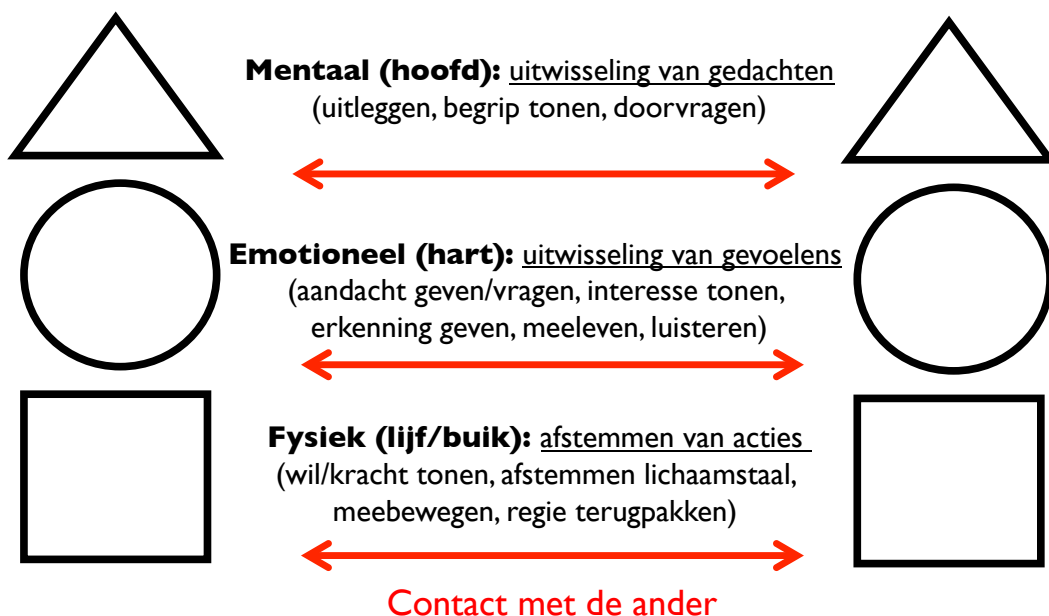 Mentaal (hoofd): uitwisseling van gedachten
(uitleggen, begrip tonen, doorvragen)
Emotioneel (hart): uitwisseling van gevoelens
(aandacht geven/vragen, interesse tonen,
erkenning geven, meeleven, luisteren)
Fysiek (lijf/buik): afstemmen van acties
(wil/kracht tonen, afstemmen lichaamstaal,
meebewegen, regie terugpakken)
Contact met de ander